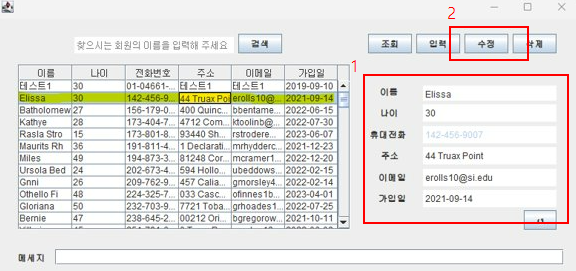 2
찾으시는 회원의 이름을 입력해 주세요 검색 조회 입력 수정 삭제
1
이름 나이 전화번호 주소 이메일 가입일
테스트1 30 01-04661-... 테스트1 테스트1 2019-09-10
Elissa 30 142-456-9... 44 Truax Poi erolls10@... 2021-09-14
Batholomew 27 156-179-0... 400 Quinc... bbentame... 2022-06-15
Kathye 28 173-404-7... 4712 Com... ktoolinb@... 2022-07-30
Rasla Stro 15 173-801-8... 93440 Sh... rstrodere... 2023-06-07
Maurits Rh 36 191-811-4... 1 Declarati... mrhydderc... 2021-12-23
Miles 49 194-873-3... 81248 Cor... mcramer1... 2022-12-20
Ursola Bed 24 202-673-4... 594 Hollo... ubeddows... 2022-02-15
Gnni 26 209-762-9... 457 Calia... gmorsley4... 2022-02-14
Othello Fi 48 224-325-7... 033 Casc... ofinnes1b... 2023-04-01
Gloriana 50 232-703-9... 7721 Toba... grhoades1... 2022-07-25
Bernie 47 238-645-2... 00212 Ori... bgregorow... 2021-10-11
이름 Elissa
나이 30
휴대전화 142-456-9007
주소 44 Truax Point
이메일 erolls10@si.edu
가입일 2021-09-14
메세지